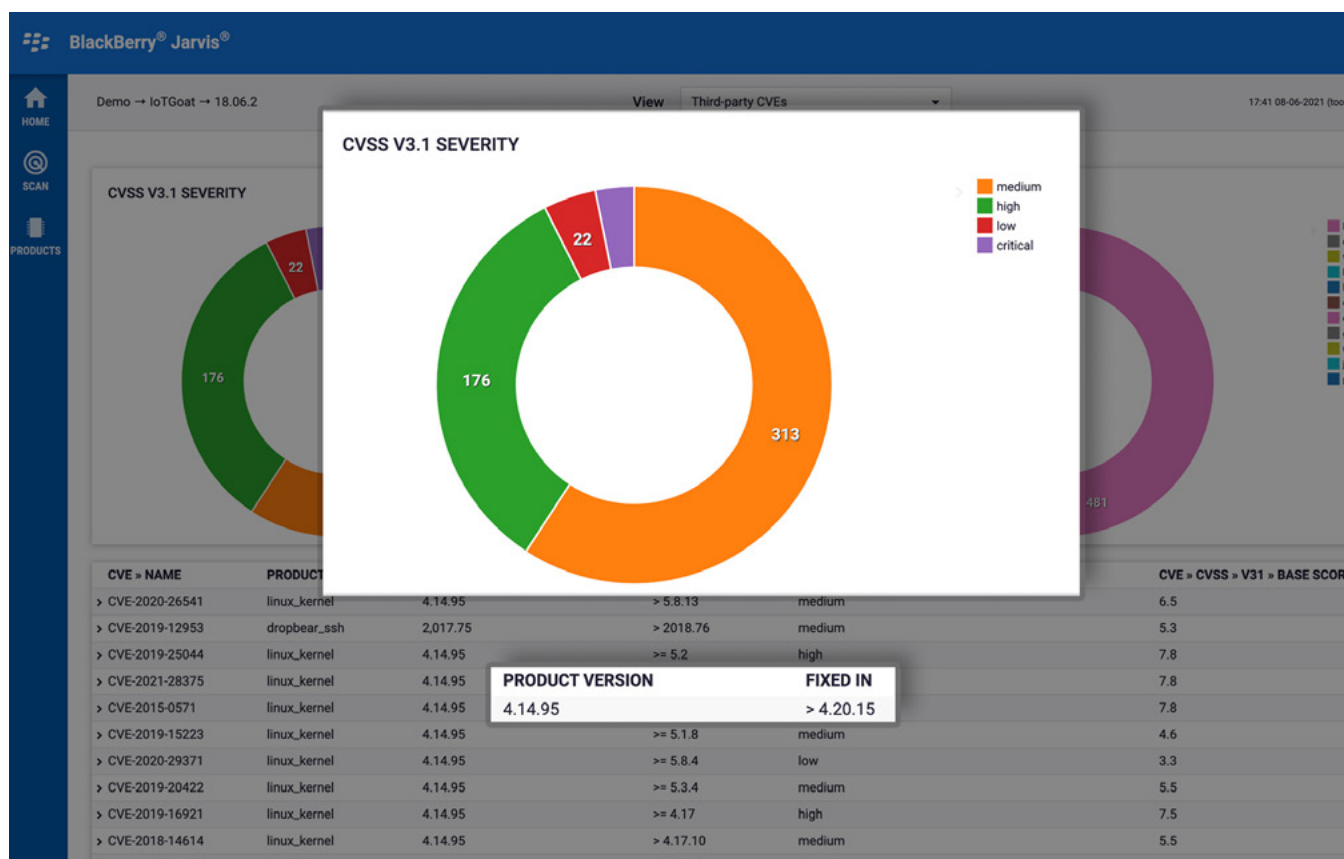 BlackBerry® Jarvis®
Demo → IoTGoat → 18.06.2
View Third-party CVEs
17:41 08-06-2021
HOME
SCAN
PRODUCTS
CVSS V3.1 SEVERITY
22
176
481
CVSS V3.1 SEVERITY
medium
high
low
critical
22
176
313
CVE » NAME PRODUCT CVE » CVSS » V31 » BASE
> CVE-2020-26541 linux_kernel 4.14.95 > 5.8.13 medium 6.5
> CVE-2019-12953 dropbear_ssh 2,017.75 > 2018.76 medium 5.3
> CVE-2019-25044 linux_kernel 4.14.95 >= 5.2 high 7.8
> CVE-2021-28375 linux_kernel 4.14.95 7.8
> CVE-2015-0571 linux_kernel 4.14.95 7.8
PRODUCT VERSION FIXED IN
4.14.95 > 4.20.15
> CVE-2019-15223 linux_kernel 4.14.95 >= 5.1.8 medium 4.6
> CVE-2020-29371 linux_kernel 4.14.95 >= 5.8.4 low 3.3
> CVE-2019-20422 linux_kernel 4.14.95 >= 5.3.4 medium 5.5
> CVE-2019-16921 linux_kernel 4.14.95 >= 4.17 high 7.5
> CVE-2018-14614 linux_kernel 4.14.95 > 4.17.10 medium 5.5